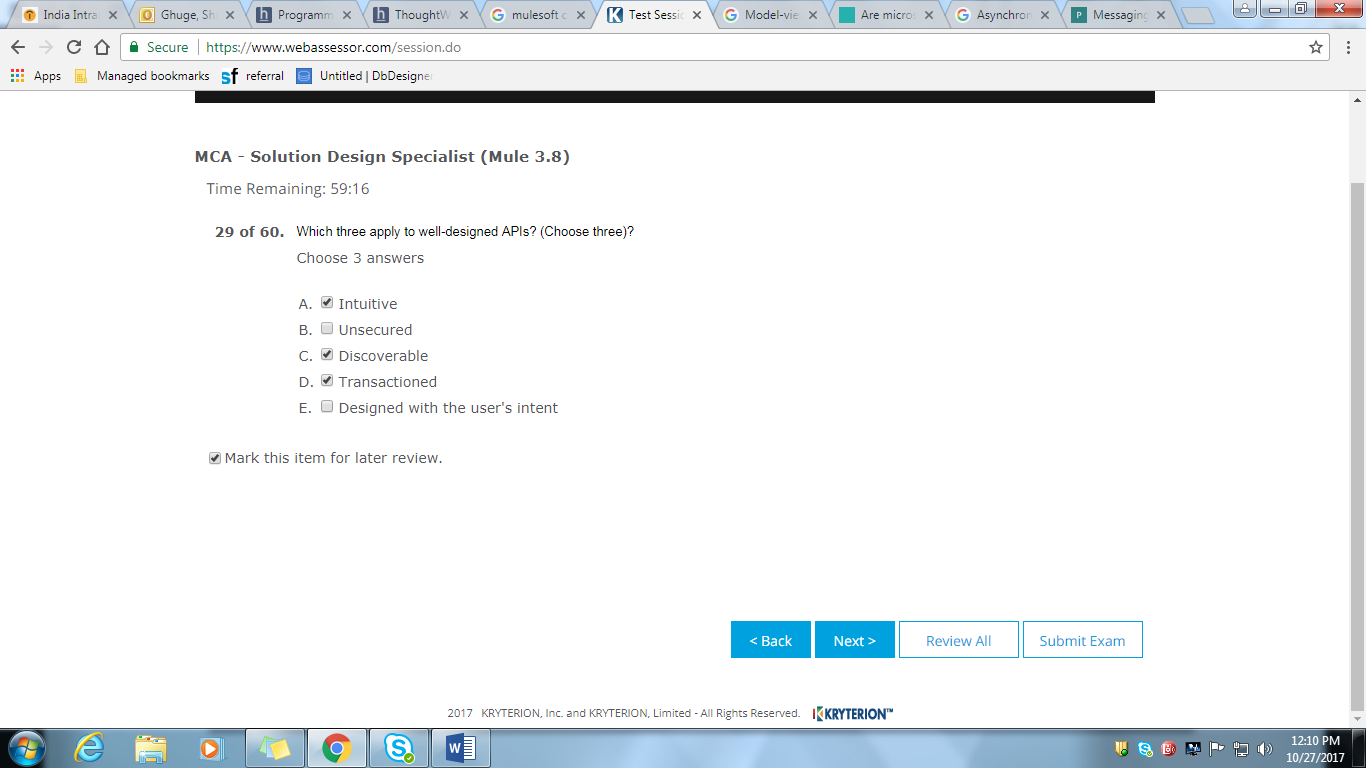 India Intra
Ghuge, Sh
Programm
ThoughtW
mulesoft c
Test Sessio
Model-vie
Are micros
Asynchron
Messaging
Secure https://www.webassessor.com/session.do
Apps Managed bookmarks sf referral Untitled | DbDesigner
MCA - Solution Design Specialist (Mule 3.8)
Time Remaining: 59:16
29 of 60. Which three apply to well-designed APIs? (Choose three)?
Choose 3 answers
A. Intuitive
B. Unsecured
C. Discoverable
D. Transactioned
E. Designed with the user's intent
Mark this item for later review.
< Back Next > Review All Submit Exam
2017 KRYTERION, Inc. and KRYTERION, Limited - All Rights Reserved. KRYTERION™
12:10 PM
10/27/2017